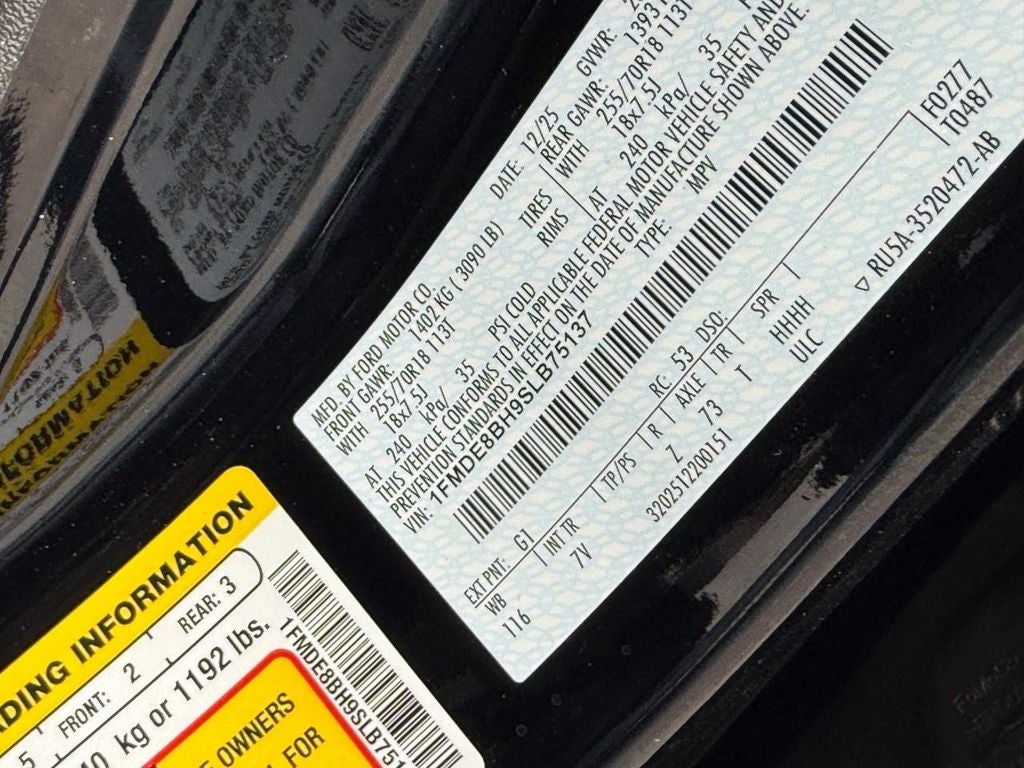 MFD. BY FORD MOTOR CO.
DATE: 12/25
GVWR:
FRONT GAWR: 1402 KG ( 3090 LB)
REAR GAWR: 1393
255/70R18 113T
TIRES
WITH
255/70R18 113T
WITH
18x7.5J
RIMS
18x7.5J
AT 240 kPa/ 35 PSI COLD
AT 240 kPa/ 35
THIS VEHICLE CONFORMS TO ALL APPLICABLE FEDERAL MOTOR VEHICLE SAFETY AND
PREVENTION STANDARDS IN EFFECT ON THE DATE OF MANUFACTURE SHOWN ABOVE.
VIN: 1FMDE8BH9SLB75137
TYPE: MPV
F0277
T0487
EXT PNT: G1
RC: 53 DSO:
WB
INT TR
TP/PS
R
AXLE
TR
SPR
116
7V
Z
73
T
HHHH
▽ RU5A-3520472-AB
320251220151
ULC
DING INFORMATION
5 FRONT: 2 REAR: 3
kg or 1192 lbs.
1FMDE8BH9SLB751
OWNERS
FOR